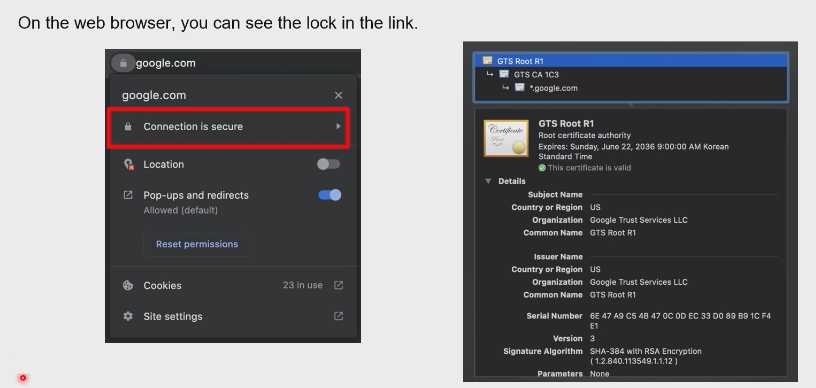 On the web browser, you can see the lock in the link.
google.com
google.com
Connection is secure
Location
Pop-ups and redirects
Allowed (default)
Reset permissions
Cookies 23 in use
Site settings
GTS Root R1
GTS CA 1C3
*.google.com
Certificate
GTS Root R1
Root certificate authority
Expires: Sunday, June 22, 2036 9:00:00 AM Korean
Standard Time
This certificate is valid
Details
Subject Name
Country or Region US
Organization Google Trust Services LLC
Common Name GTS Root R1
Issuer Name
Country or Region US
Organization Google Trust Services LLC
Common Name GTS Root R1
Serial Number 6E 47 A9 C5 4B 47 0C 0D EC 33 D0 89 B9 1C F4
E1
Version 3
Signature Algorithm SHA-384 with RSA Encryption
( 1.2.840.113549.1.1.12 )
Parameters None